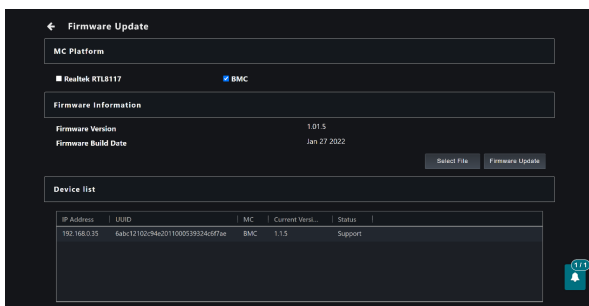 Firmware Update
MC Platform
Realtek RTL8117 BMC
Firmware Information
Firmware Version 1.01.5
Firmware Build Date Jan 27 2022
Select File Firmware Update
Device list
IP Address UUID MC Current Versi... Status
192.168.0.35 6abc12102c94e2011000539324c6f7ae BMC 1.1.5 Support
1/1